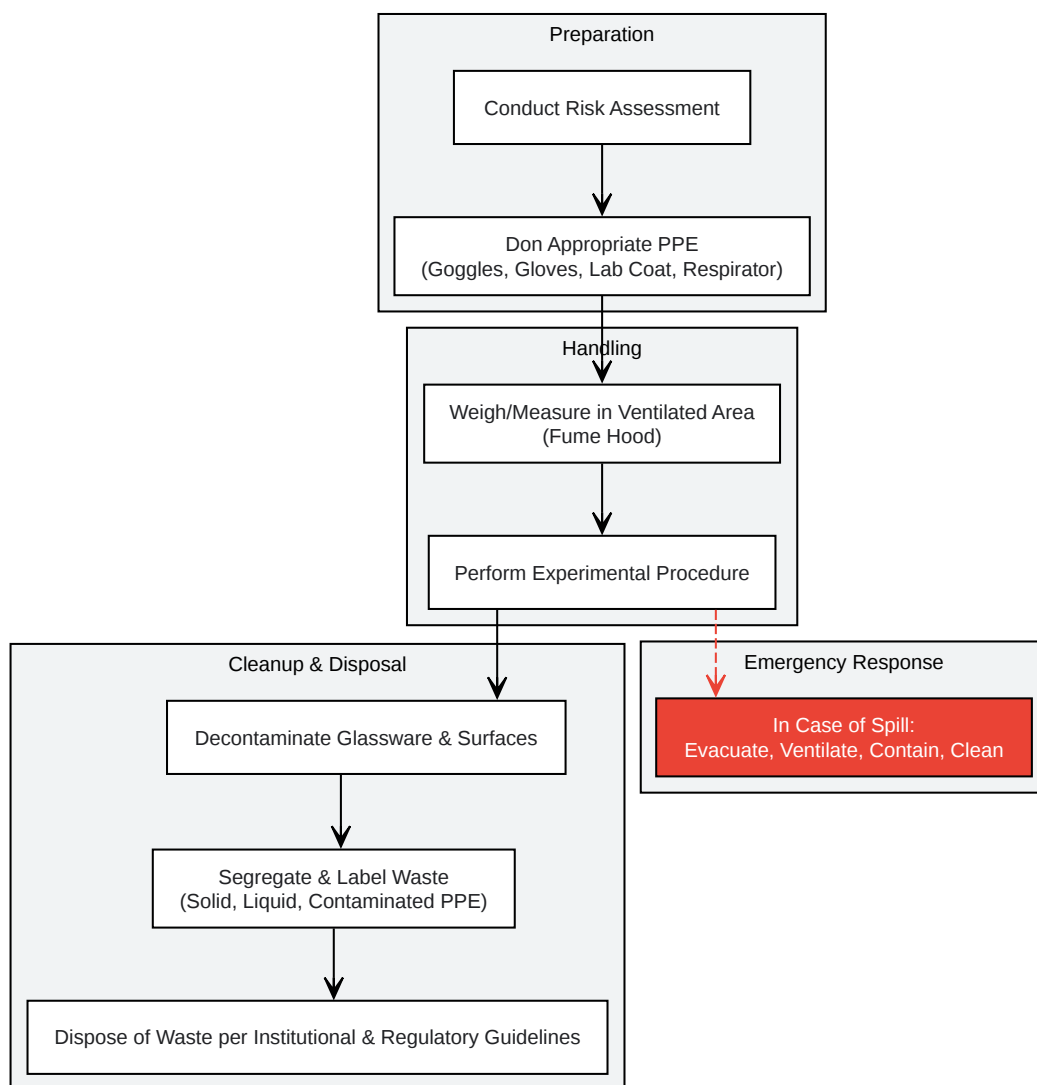 Preparation
Conduct Risk Assessment
Don Appropriate PPE
(Goggles, Gloves, Lab Coat, Respirator)
Handling
Weigh/Measure in Ventilated Area
(Fume Hood)
Perform Experimental Procedure
Cleanup & Disposal
Decontaminate Glassware & Surfaces
Segregate & Label Waste
(Solid, Liquid, Contaminated PPE)
Dispose of Waste per Institutional & Regulatory Guidelines
Emergency Response
In Case of Spill:
Evacuate, Ventilate, Contain, Clean